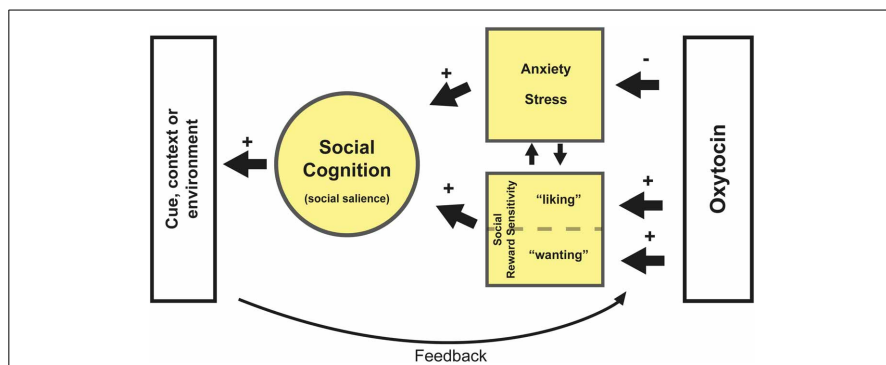 Cue, context or
environment
+
Social
Cognition
(social salience)
+
+
Anxiety
Stress
Social
Reward Sensitivity
“liking”
“wanting”
-
+
+
Oxytocin
Feedback